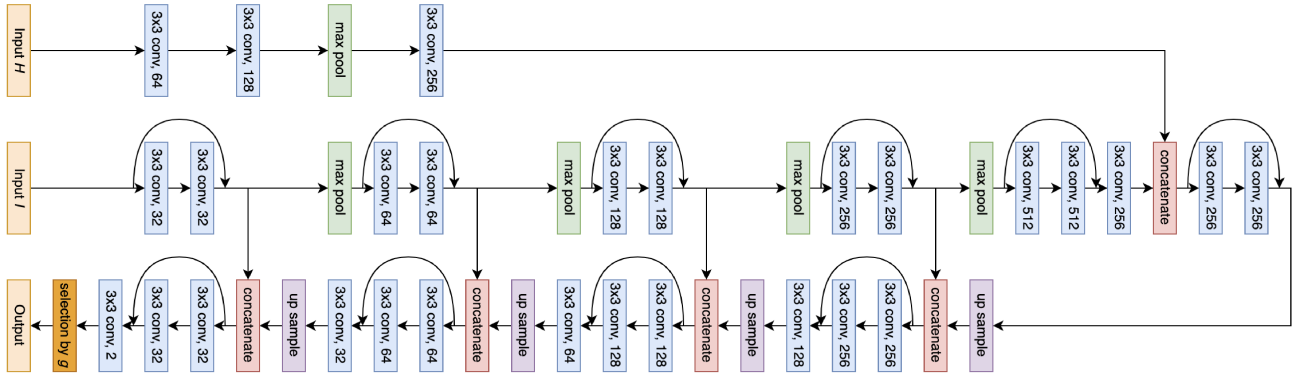 Input H
3x3 conv, 64
3x3 conv, 128
max pool
3x3 conv, 256
Input I
3x3 conv, 32
3x3 conv, 32
max pool
3x3 conv, 64
3x3 conv, 64
max pool
3x3 conv, 128
3x3 conv, 128
max pool
3x3 conv, 256
3x3 conv, 256
max pool
3x3 conv, 512
3x3 conv, 512
3x3 conv, 256
concatenate
3x3 conv, 256
3x3 conv, 256
Output
selection by g
3x3 conv, 2
3x3 conv, 32
3x3 conv, 32
concatenate
up sample
3x3 conv, 32
3x3 conv, 64
3x3 conv, 64
concatenate
up sample
3x3 conv, 64
3x3 conv, 128
3x3 conv, 128
concatenate
up sample
3x3 conv, 128
3x3 conv, 256
3x3 conv, 256
concatenate
up sample